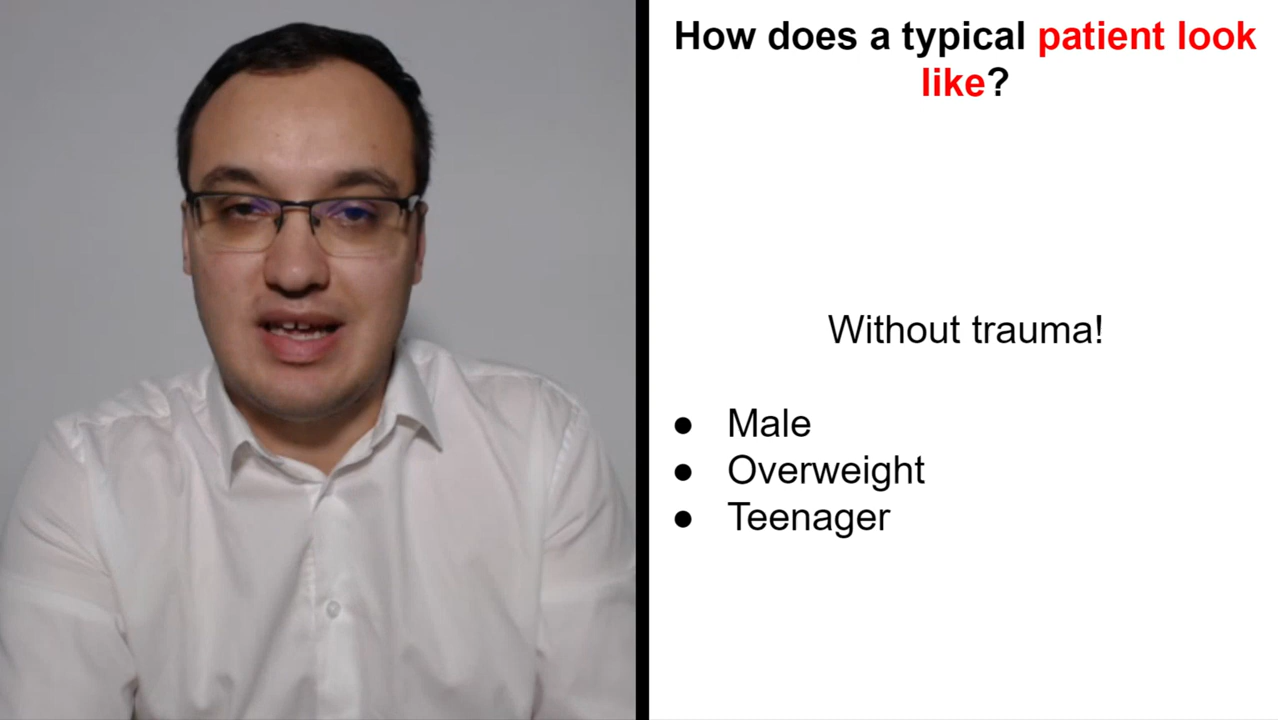 How does a typical patient look
like?
Without trauma!
● Male
● Overweight
● Teenager